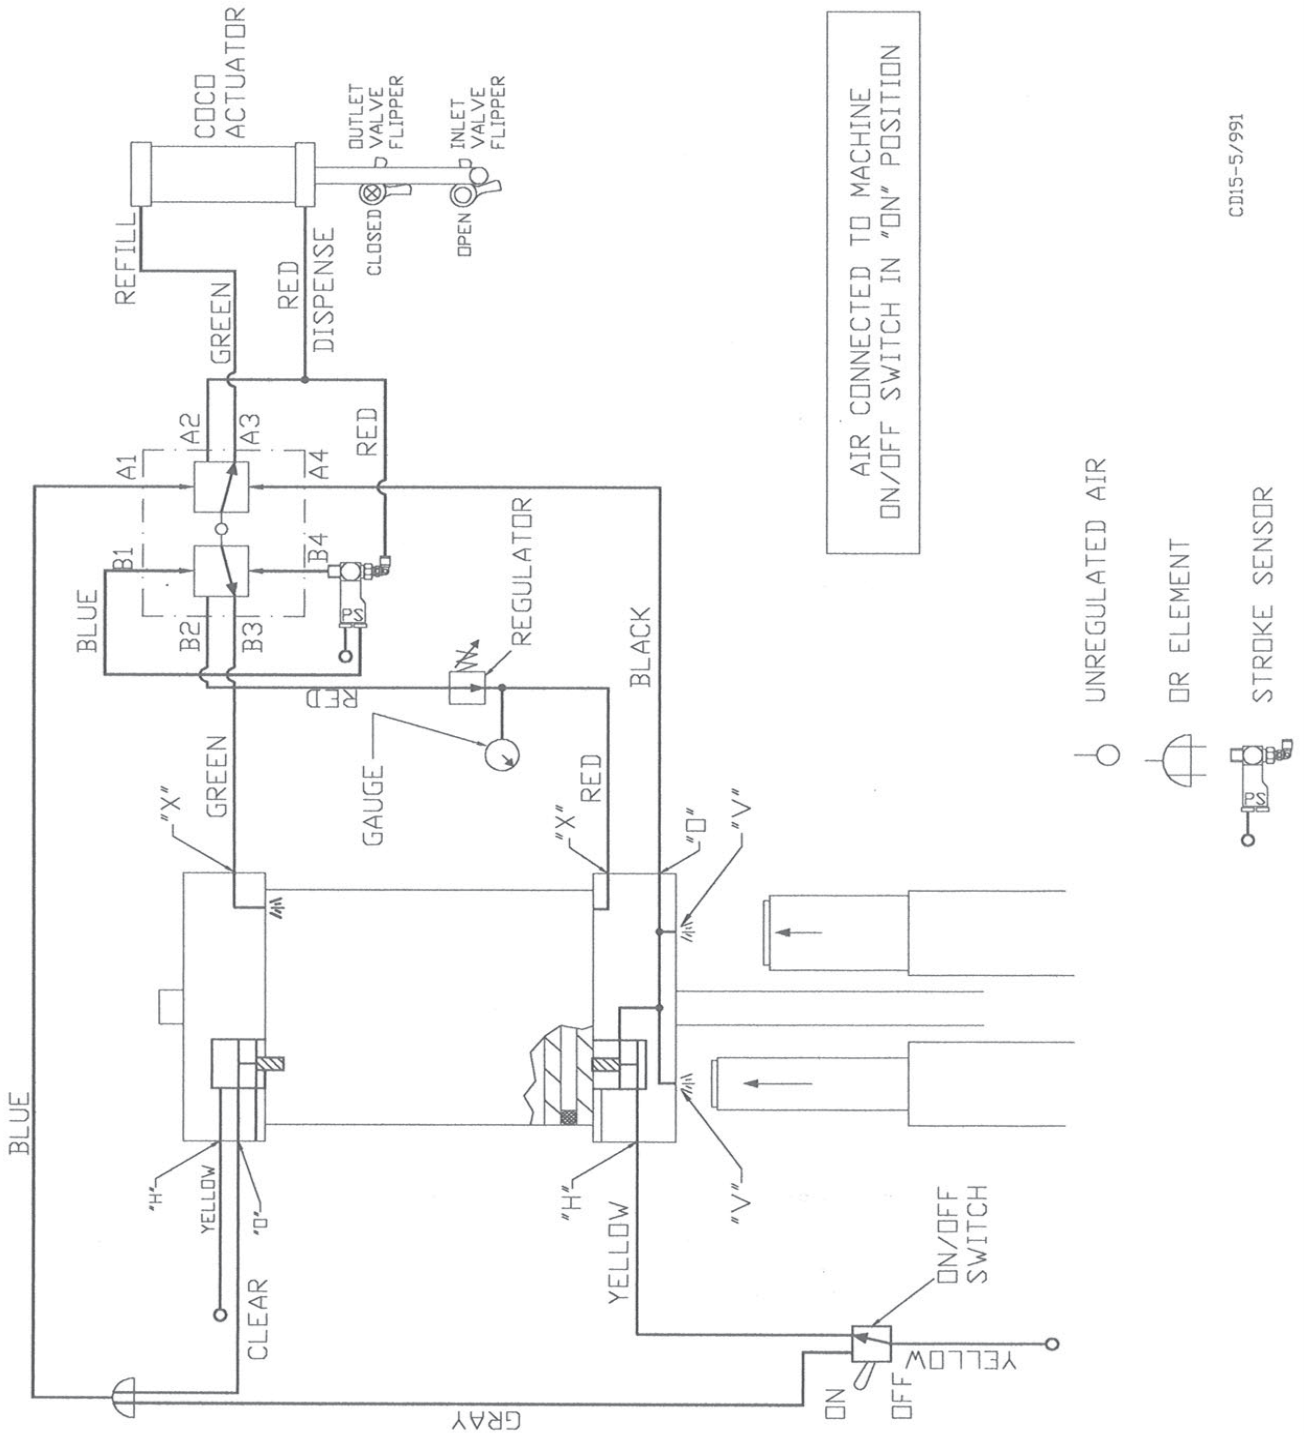 COCO
ACTUATOR
OUTLET
VALVE
FLIPPER
INLET
VALVE
FLIPPER
CLOSED
OPEN
REFILL
GREEN
RED
DISPENSE
A1
A2
A3
A4
RED
B1
B2
B3
B4
BLUE
PS
RED
REGULATOR
GAUGE
GREEN
"X"
RED
"X"
BLACK
"O"
"V"
BLUE
"H"
YELLOW
"O"
CLEAR
"H"
YELLOW
"V"
ON/OFF
SWITCH
ON
OFF
YELLOW
GRAY
AIR CONNECTED TO MACHINE
ON/OFF SWITCH IN "ON" POSITION
UNREGULATED AIR
OR ELEMENT
PS
STROKE SENSOR
CD15-5/991